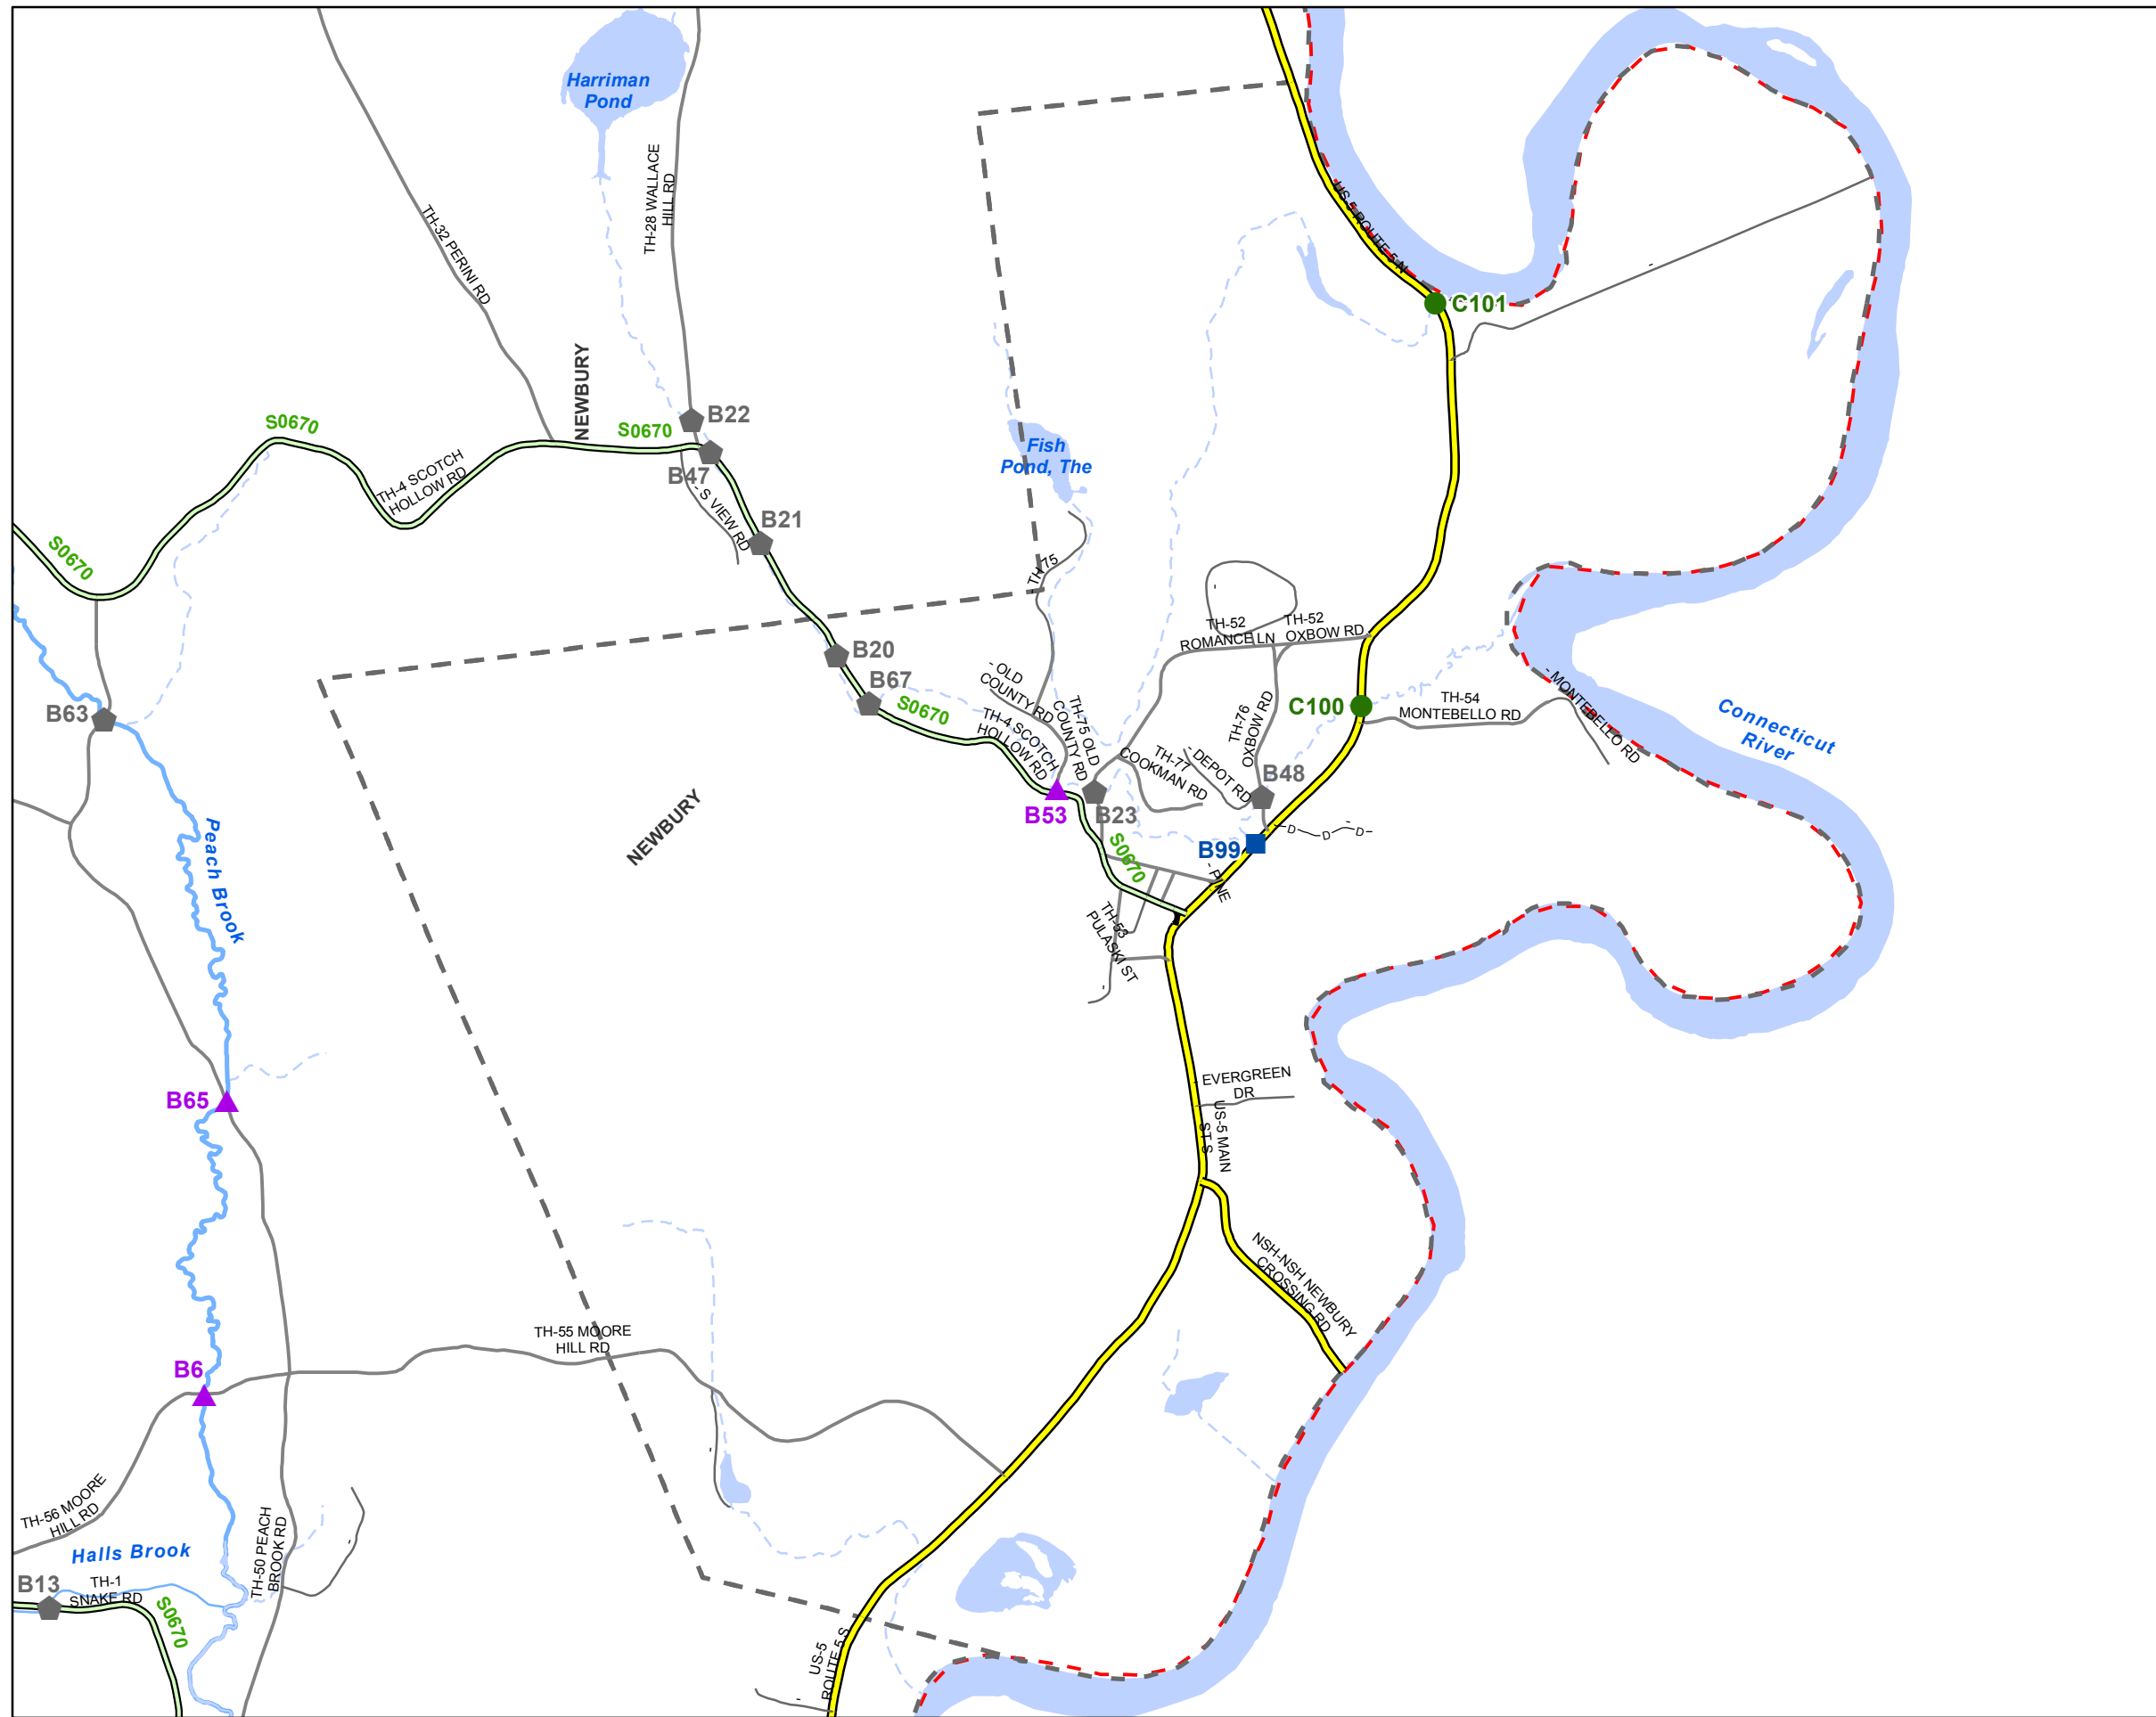 Harriman
Pond
TH-28 WALLACE
HILL RD
TH-32 PERINI RD
US-5 ROUTE 5 N
C101
-
NEWBURY
S0670
S0670
B22
B47
TH-4 SCOTCH
HOLLOW RD
- S VIEW RD
B21
Fish
Pond, The
S0670
- TH-75
-
TH-52
ROMANCE LN
TH-52
OXBOW RD
B20
B67
S0670
- OLD
COUNTY RD
TH-4 SCOTCH
HOLLOW RD
TH-75 OLD
COUNTY RD
B63
C100
TH-54
MONTEBELLO RD
- MONTEBELLO RD
Connecticut
River
TH-76
OXBOW RD
TH-77
COOKMAN RD
- DEPOT RD
B48
B53
B23
S0670
B99
- D - D - D -
- PINE
NEWBURY
Peach Brook
TH-53
PULASKI ST
-
B65
- EVERGREEN
DR
US-5 MAIN
ST S
NSH-NSH NEWBURY
CROSSING RD
TH-55 MOORE
HILL RD
B6
-
TH-56 MOORE
HILL RD
Halls Brook
TH-50 PEACH
BROOK RD
-
B13
TH-1
SNAKE RD
S0670
US-5
ROUTE 5 S
-